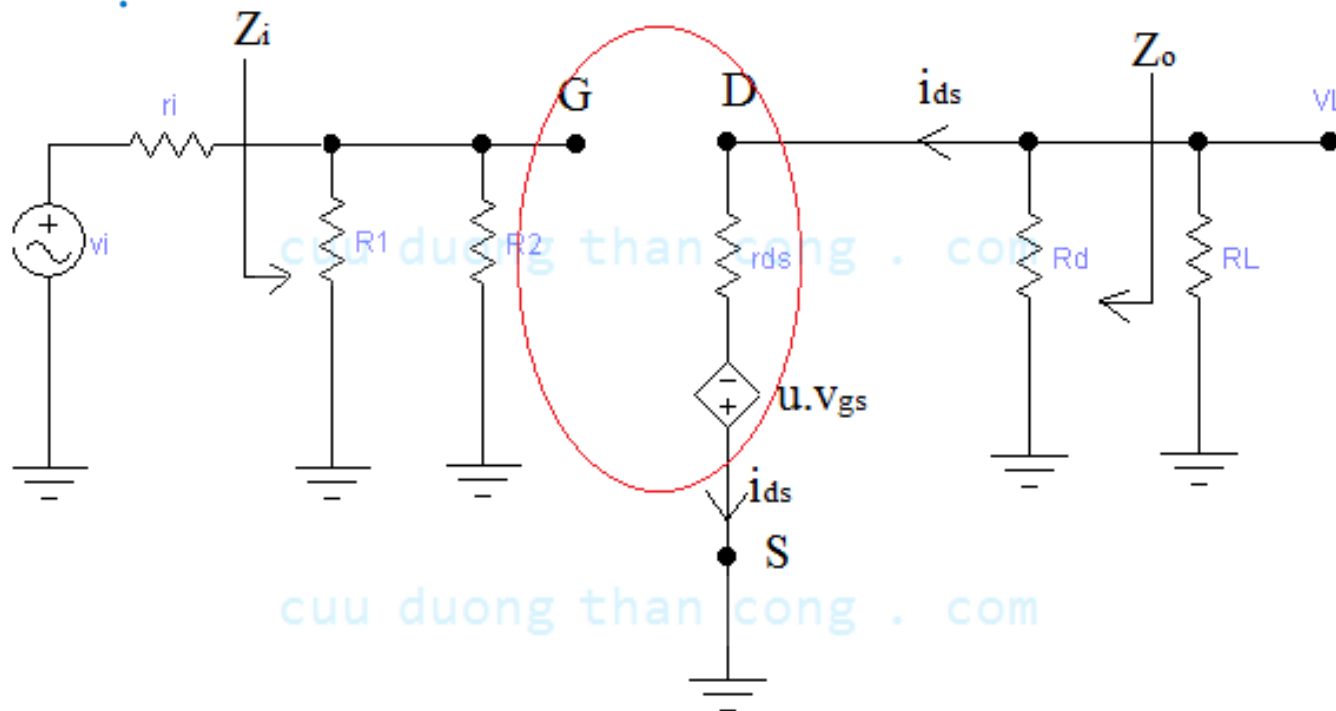 Zi
ri
G
D
ids
Zo
VL
vi
R1
R2
rds
Rd
RL
cuu duong than cong . com
-
+
u.vgs
ids
S
cuu duong than cong . com